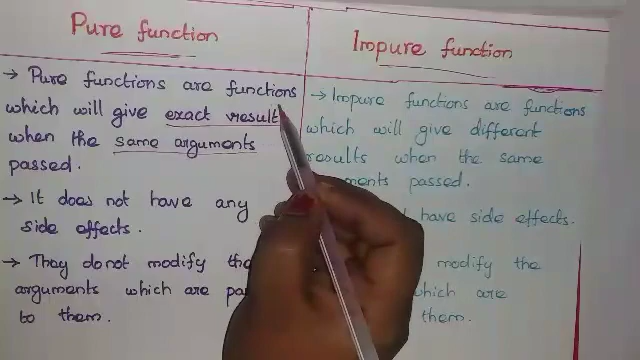 Pure function
→ Pure functions are functions
which will give exact result
when the same arguments
passed.
→ It does not have any
side effects.
→ They do not modify the
arguments which are
to them.
Impure function
→ Impure functions are functions
which will give different
results when the same
passed.
have side effects.
modify the
which are
them.